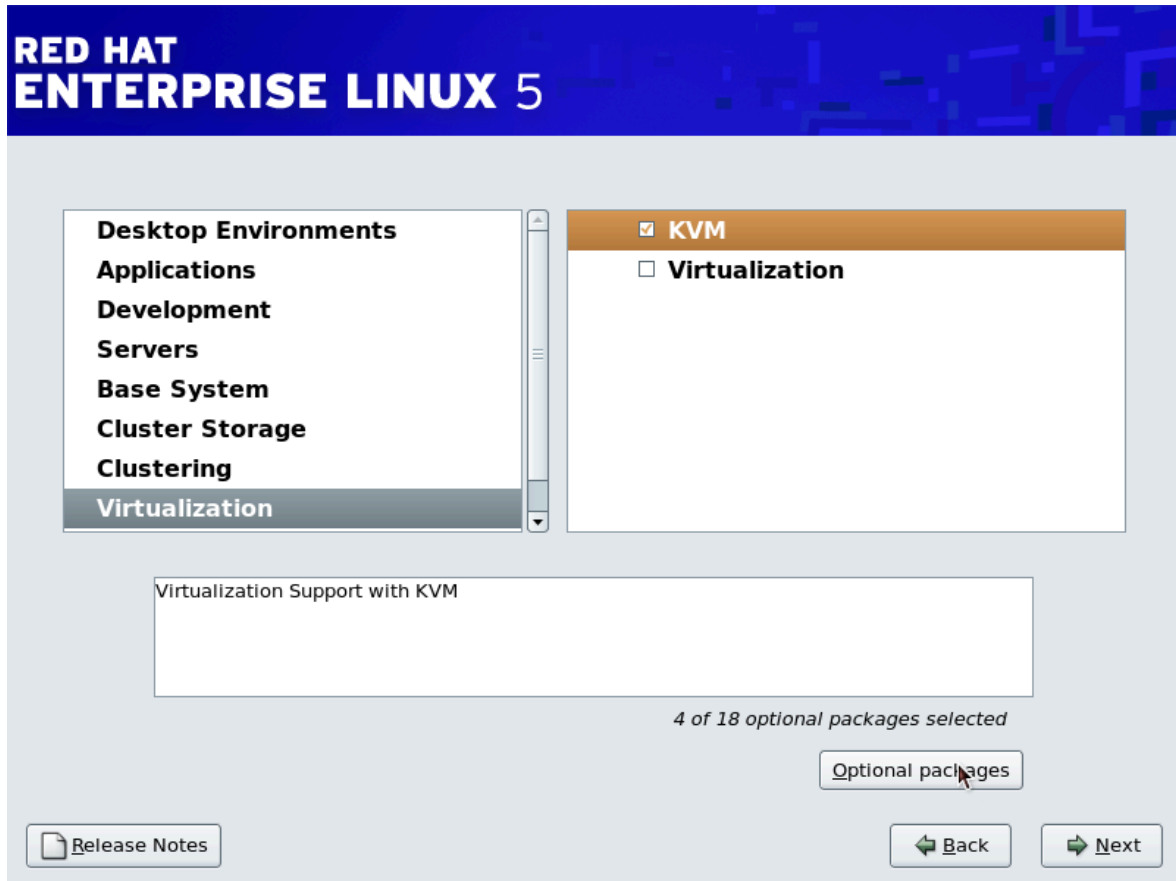 RED HAT
ENTERPRISE LINUX 5
Desktop Environments
Applications
Development
Servers
Base System
Cluster Storage
Clustering
Virtualization
KVM
Virtualization
Virtualization Support with KVM
4 of 18 optional packages selected
Optional packages
Release Notes
Back
Next